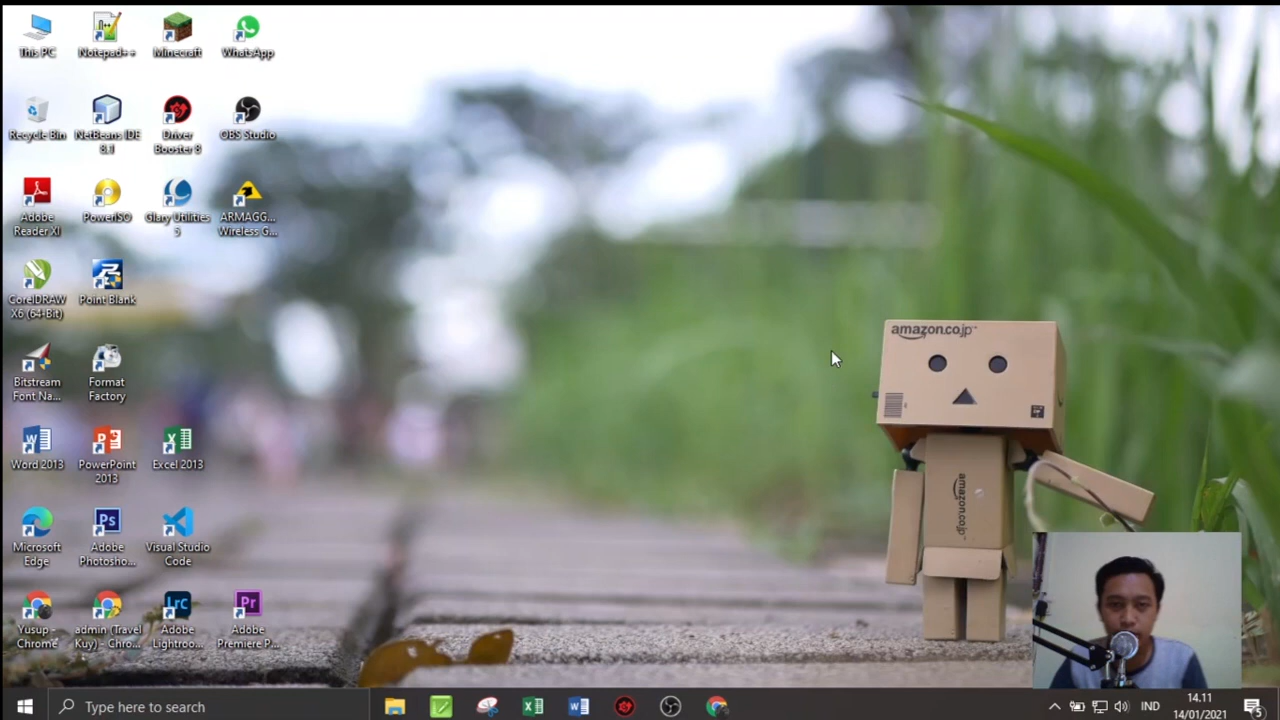 This PC
Notepad++
Minecraft
WhatsApp
Recycle Bin
NetBeans IDE
8.1
Driver
Booster 8
OBS Studio
Adobe
Reader XI
PowerISO
Glary Utilities
5
ARMAGG...
Wireless G...
CorelDRAW
X6 (64-Bit)
Point Blank
Bitstream
Font Na...
Format
Factory
Word 2013
PowerPoint
2013
Excel 2013
Microsoft
Edge
Adobe
Photosho...
Visual Studio
Code
Yusup -
Chrome
admin (Travel
Kuy) - Chro...
Adobe
Lightroo...
Adobe
Premiere P...
amazon.co.jp
amazon.co.jp
Type here to search
IND
14.11
14/01/2021
5